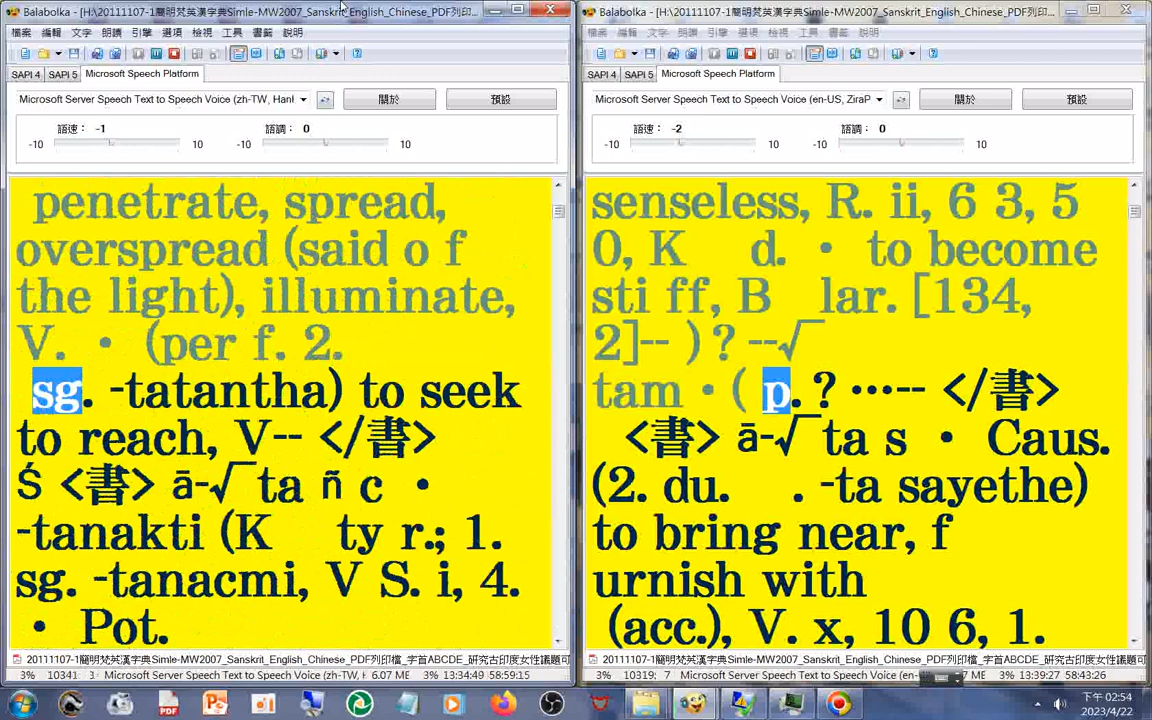 Balabolka - [H:\20111107-1簡明梵英漢字典Simle-MW2007_Sanskrit_English_Chinese_PDF列印...
檔案 編輯 文字 朗讀 引擎 選項 檢視 工具 書籤 說明
SAPI 4 SAPI 5 Microsoft Speech Platform
Microsoft Server Speech Text to Speech Voice (zh-TW, Hanl 關於 預設
語速： -1 語調： 0
-10 10 -10 10
penetrate, spread,
overspread (said o f
the light), illuminate,
V. • (per f. 2.
sg. -tatantha) to seek
to reach, V-- </書>
Ś <書> ā-√ ta ñ c •
-tanakti (K ty r.; 1.
sg. -tanacmi, V S. i, 4.
• Pot.
20111107-1簡明梵英漢字典Simle-MW2007_Sanskrit_English_Chinese_PDF列印檔_字首ABCDE_研究古印度女性議題可
3% 10341: Microsoft Server Speech Text to Speech Voice (zh-TW, 6.07 ME 3% 13:34:49 58:59:15
Balabolka - [H:\20111107-1簡明梵英漢字典Simle-MW2007_Sanskrit_English_Chinese_PDF列印...
檔案 編輯 文字 朗讀 引擎 選項 檢視 工具 書籤 說明
SAPI 4 SAPI 5 Microsoft Speech Platform
Microsoft Server Speech Text to Speech Voice (en-US, ZiraP 關於 預設
語速： -2 語調： 0
-10 10 -10 10
senseless, R. ii, 6 3, 5
0, K d. • to become
sti ff, B lar. [134,
2]-- ) ? --√
tam • ( p. ? …-- </書>
<書> ā-√ ta s • Caus.
(2. du. . -ta sayethe)
to bring near, f
urnish with
(acc.), V. x, 10 6, 1.
20111107-1簡明梵英漢字典Simle-MW2007_Sanskrit_English_Chinese_PDF列印檔_字首ABCDE_研究古印度女性議題可
3% 10319: 7 Microsoft Server Speech Text to Speech Voice (en-US, 3% 13:39:27 58:43:26
下午 02:54
2023/4/22